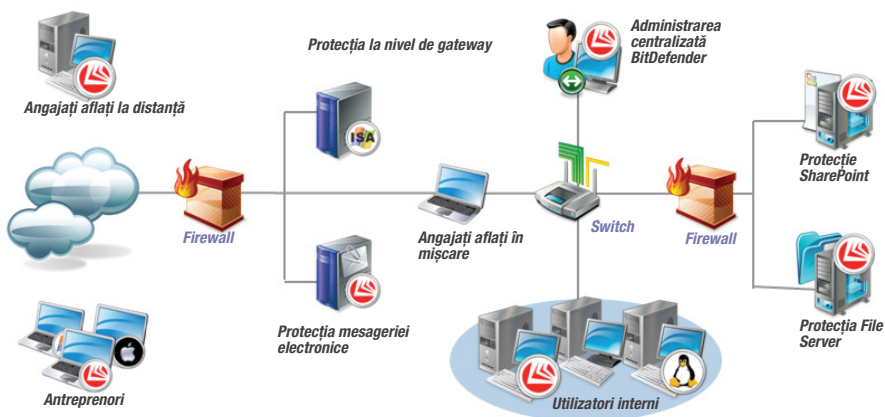 Angajați aflați la distanță
Protecția la nivel de gateway
ISA
Administrarea
centralizată
BitDefender
Protecție
SharePoint
Firewall
Angajați aflați în
mișcare
Switch
Firewall
Protecția mesageriei
electronice
Protecția File
Server
Antreprenori
Utilizatori interni